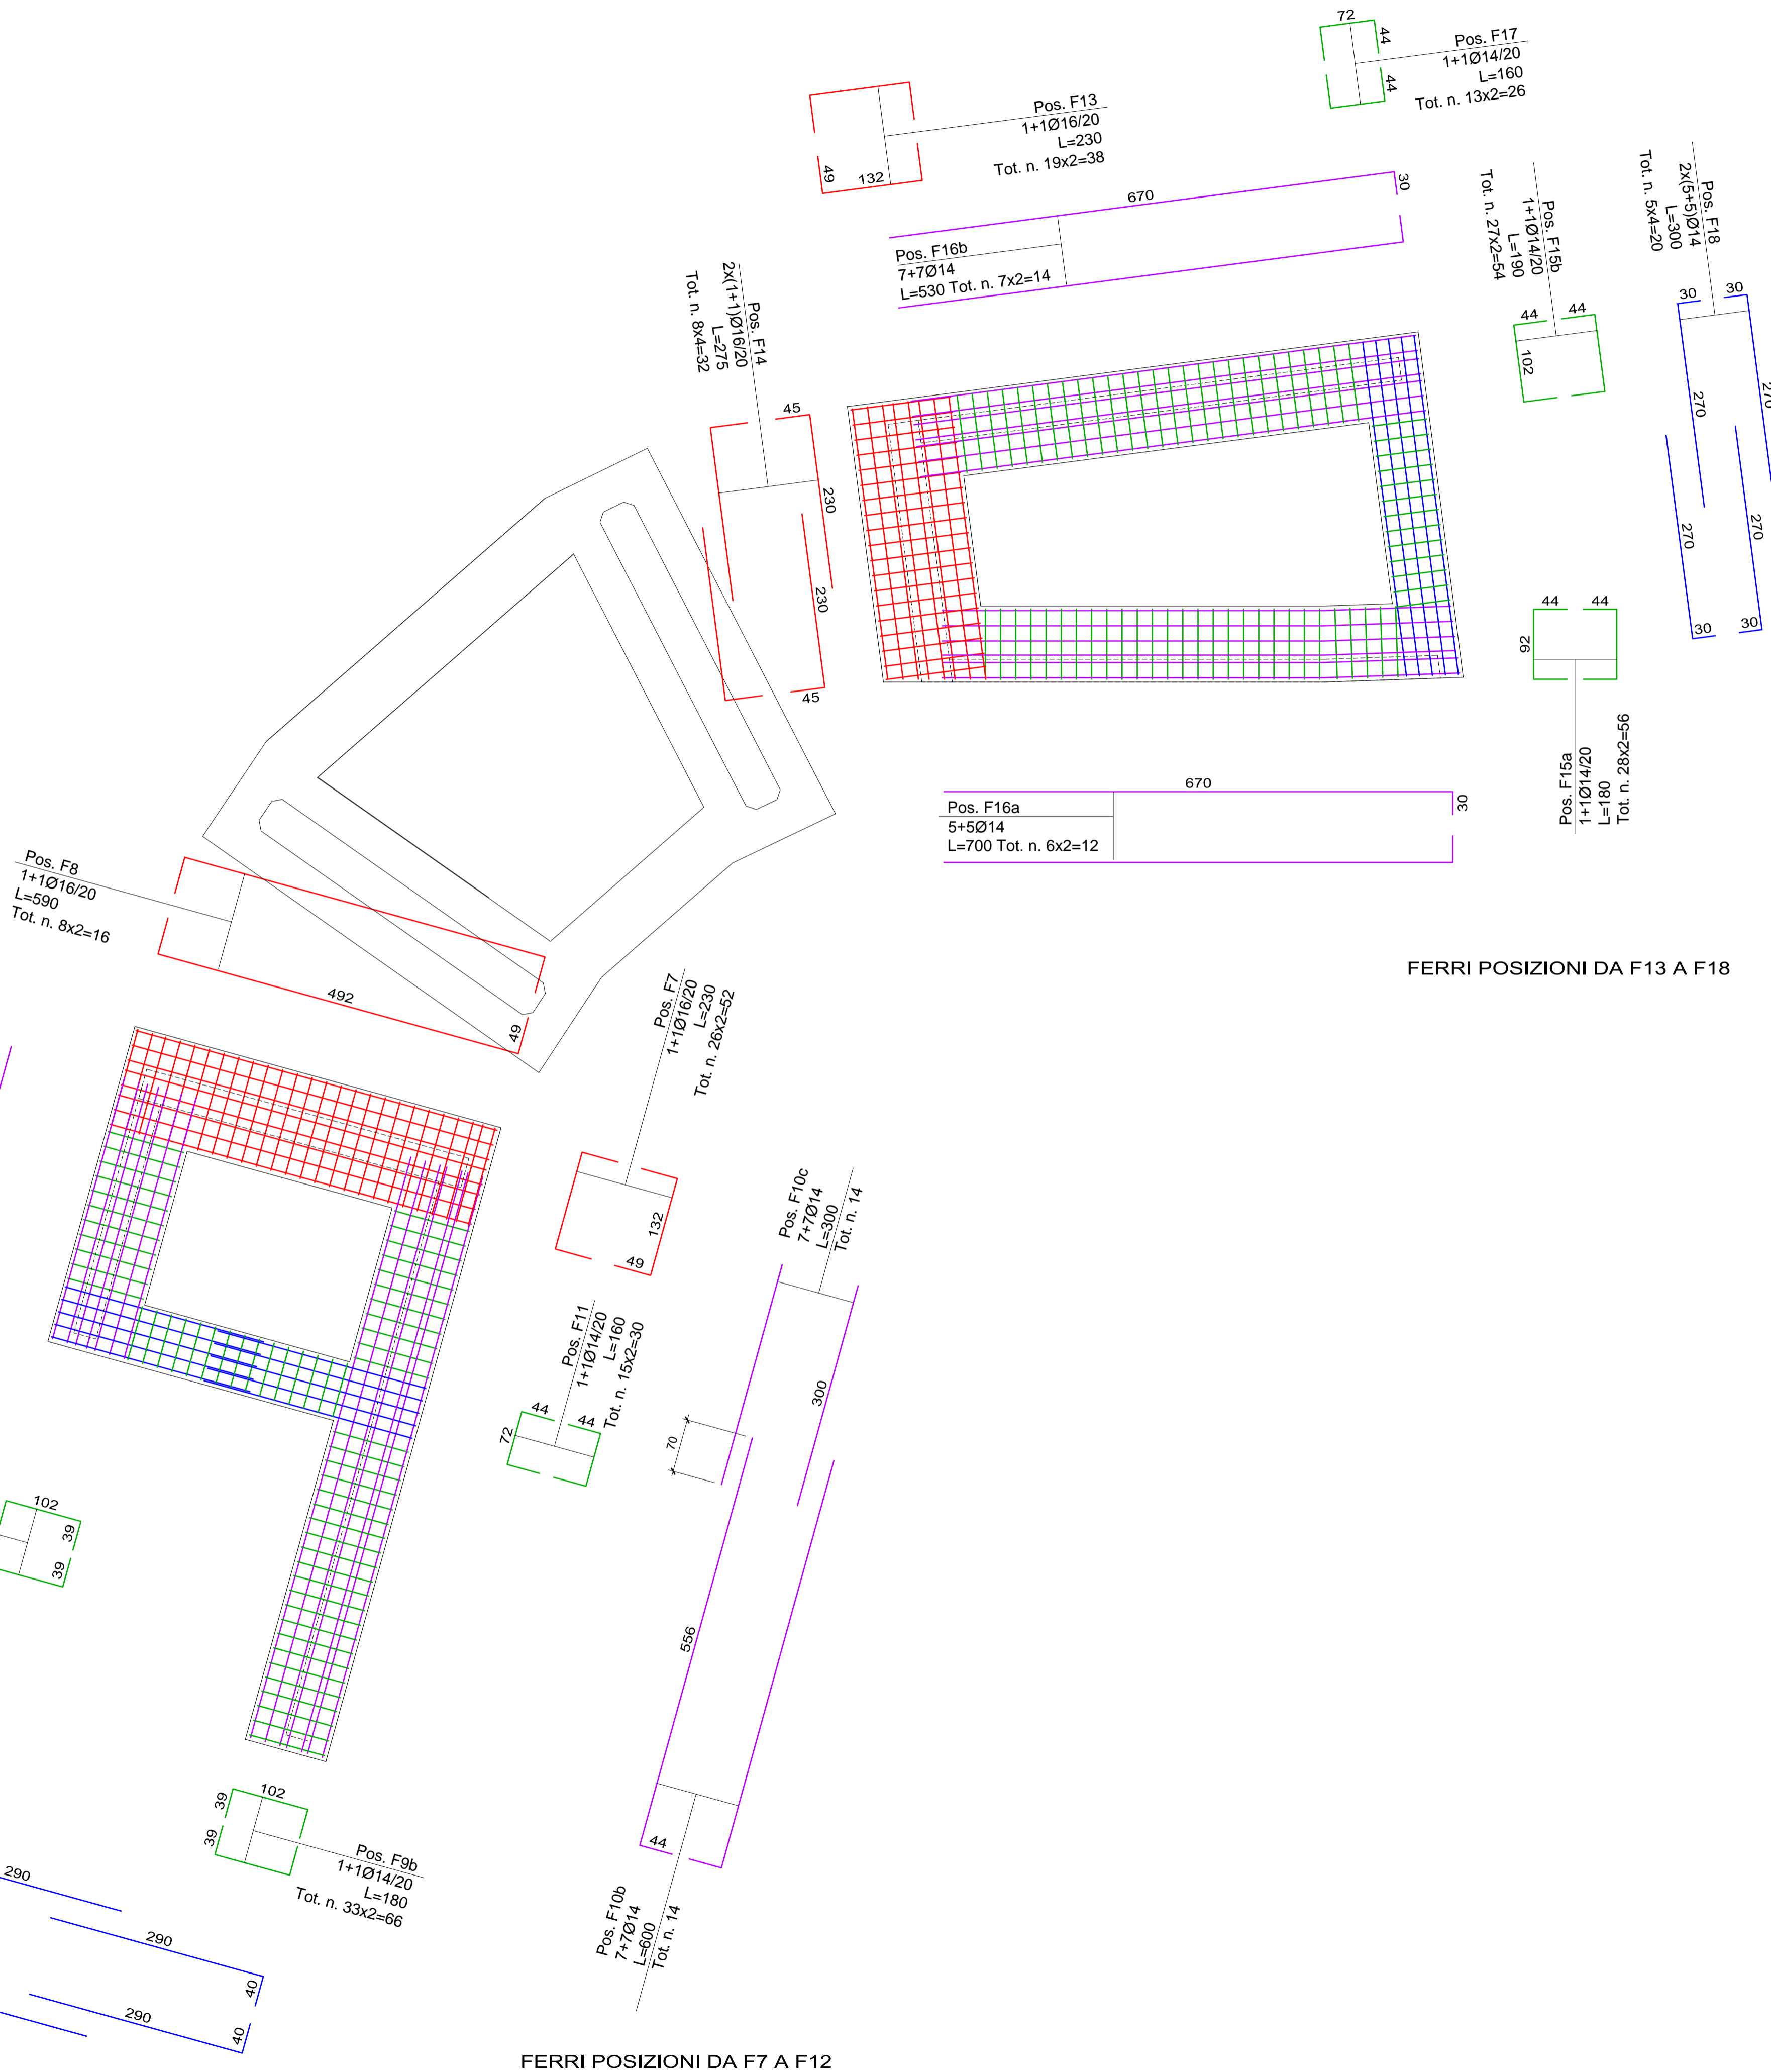 72
44
44
Pos. F17
1+1Ø14/20
L=160
Tot. n. 13x2=26
Pos. F13
1+1Ø16/20
L=230
Tot. n. 19x2=38
49
132
670
30
Pos. F16b
7+7Ø14
L=530 Tot. n. 7x2=14
Pos. F14
2x(1+1)Ø16/20
L=275
Tot. n. 8x4=32
45
230
230
45
Pos. F15b
1+1Ø14/20
L=190
Tot. n. 27x2=54
44 44
102
Pos. F18
2x(5+5)Ø14
L=300
Tot. n. 5x4=20
30 30
270
270
270
270
30 30
44 44
92
Pos. F15a
1+1Ø14/20
L=180
Tot. n. 28x2=56
670
30
Pos. F16a
5+5Ø14
L=700 Tot. n. 6x2=12
FERRI POSIZIONI DA F13 A F18
Pos. F8
1+1Ø16/20
L=590
Tot. n. 8x2=16
492
49
Pos. F7
1+1Ø16/20
L=230
Tot. n. 26x2=52
132
49
Pos. F10c
7+7Ø14
L=300
Tot. n. 14
300
70
Pos. F11
1+1Ø14/20
L=160
Tot. n. 15x2=30
44 44
72
102
39
39
556
44
Pos. F10b
7+7Ø14
L=600
Tot. n. 14
102
39
39
Pos. F9b
1+1Ø14/20
L=180
Tot. n. 33x2=66
290
290
40
290
40
FERRI POSIZIONI DA F7 A F12